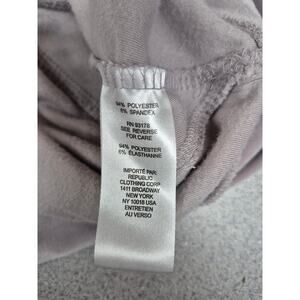 94% POLYESTER
6% SPANDEX
RN 93178
SEE REVERSE
FOR CARE
94% POLYESTER
6% ÉLASTHANNE
IMPORTÉ PAR:
REPUBLIC
CLOTHING CORP
1411 BROADWAY
NEW YORK
NY 10018 USA
ENTRETIEN
AU VERSO